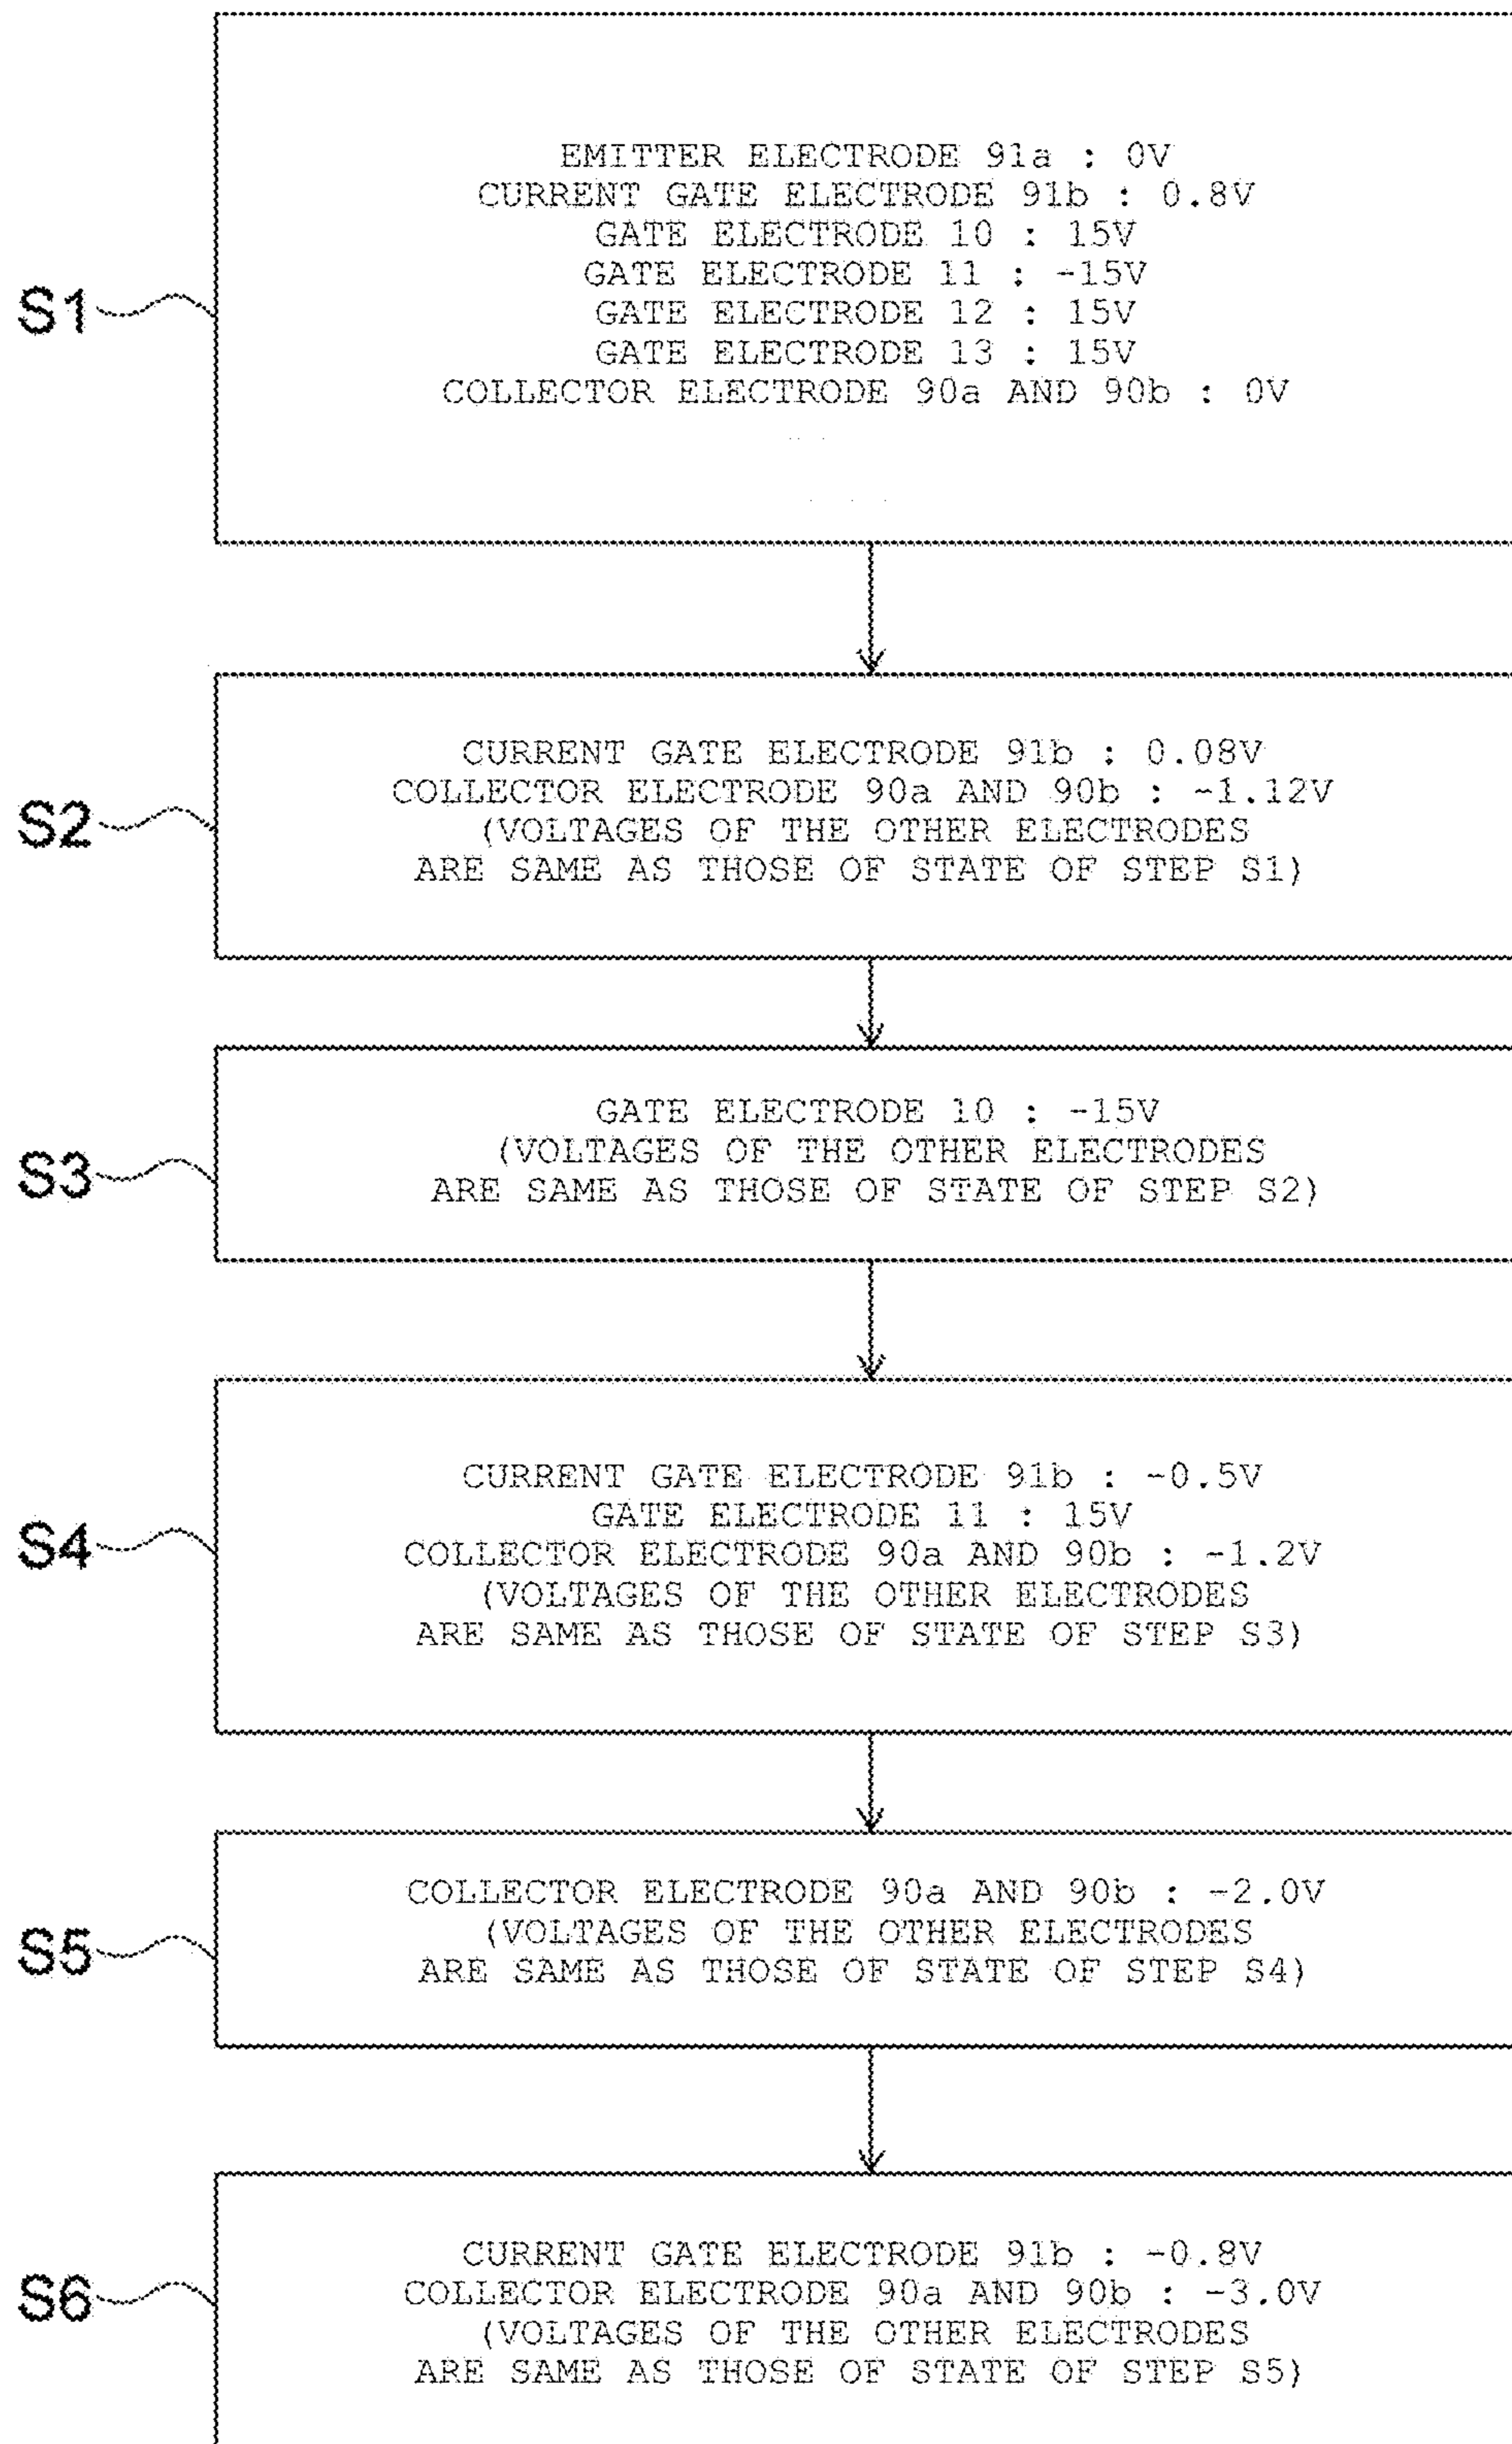 S1
EMITTER ELECTRODE 91a : 0V
CURRENT GATE ELECTRODE 91b : 0.8V
GATE ELECTRODE 10 : 15V
GATE ELECTRODE 11 : -15V
GATE ELECTRODE 12 : 15V
GATE ELECTRODE 13 : 15V
COLLECTOR ELECTRODE 90a AND 90b : 0V
S2
CURRENT GATE ELECTRODE 91b : 0.08V
COLLECTOR ELECTRODE 90a AND 90b : -1.12V
(VOLTAGES OF THE OTHER ELECTRODES
ARE SAME AS THOSE OF STATE OF STEP S1)
S3
GATE ELECTRODE 10 : -15V
(VOLTAGES OF THE OTHER ELECTRODES
ARE SAME AS THOSE OF STATE OF STEP S2)
S4
CURRENT GATE ELECTRODE 91b : -0.5V
GATE ELECTRODE 11 : 15V
COLLECTOR ELECTRODE 90a AND 90b : -1.2V
(VOLTAGES OF THE OTHER ELECTRODES
ARE SAME AS THOSE OF STATE OF STEP S3)
S5
COLLECTOR ELECTRODE 90a AND 90b : -2.0V
(VOLTAGES OF THE OTHER ELECTRODES
ARE SAME AS THOSE OF STATE OF STEP S4)
S6
CURRENT GATE ELECTRODE 91b : -0.8V
COLLECTOR ELECTRODE 90a AND 90b : -3.0V
(VOLTAGES OF THE OTHER ELECTRODES
ARE SAME AS THOSE OF STATE OF STEP S5)